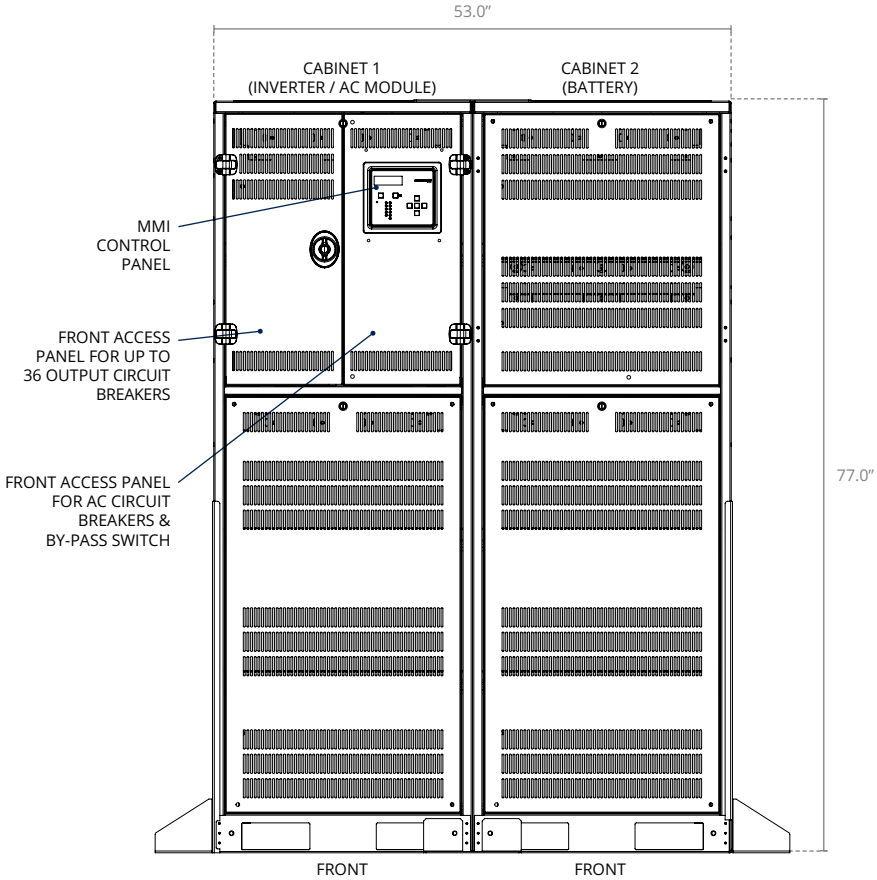 53.0”
CABINET 1
(INVERTER / AC MODULE)
CABINET 2
(BATTERY)
MMI
CONTROL
PANEL
FRONT ACCESS
PANEL FOR UP TO
36 OUTPUT CIRCUIT
BREAKERS
FRONT ACCESS PANEL
FOR AC CIRCUIT
BREAKERS &
BY-PASS SWITCH
77.0”
FRONT
FRONT